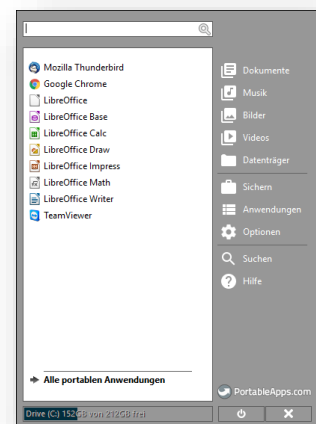 Mozilla Thunderbird
Google Chrome
LibreOffice
LibreOffice Base
LibreOffice Calc
LibreOffice Draw
LibreOffice Impress
LibreOffice Math
LibreOffice Writer
TeamViewer
Alle portablen Anwendungen
Drive (C:) 152GB von 212GB frei
Dokumente
Musik
Bilder
Videos
Datenträger
Sichern
Anwendungen
Optionen
Suchen
Hilfe
PortableApps.com